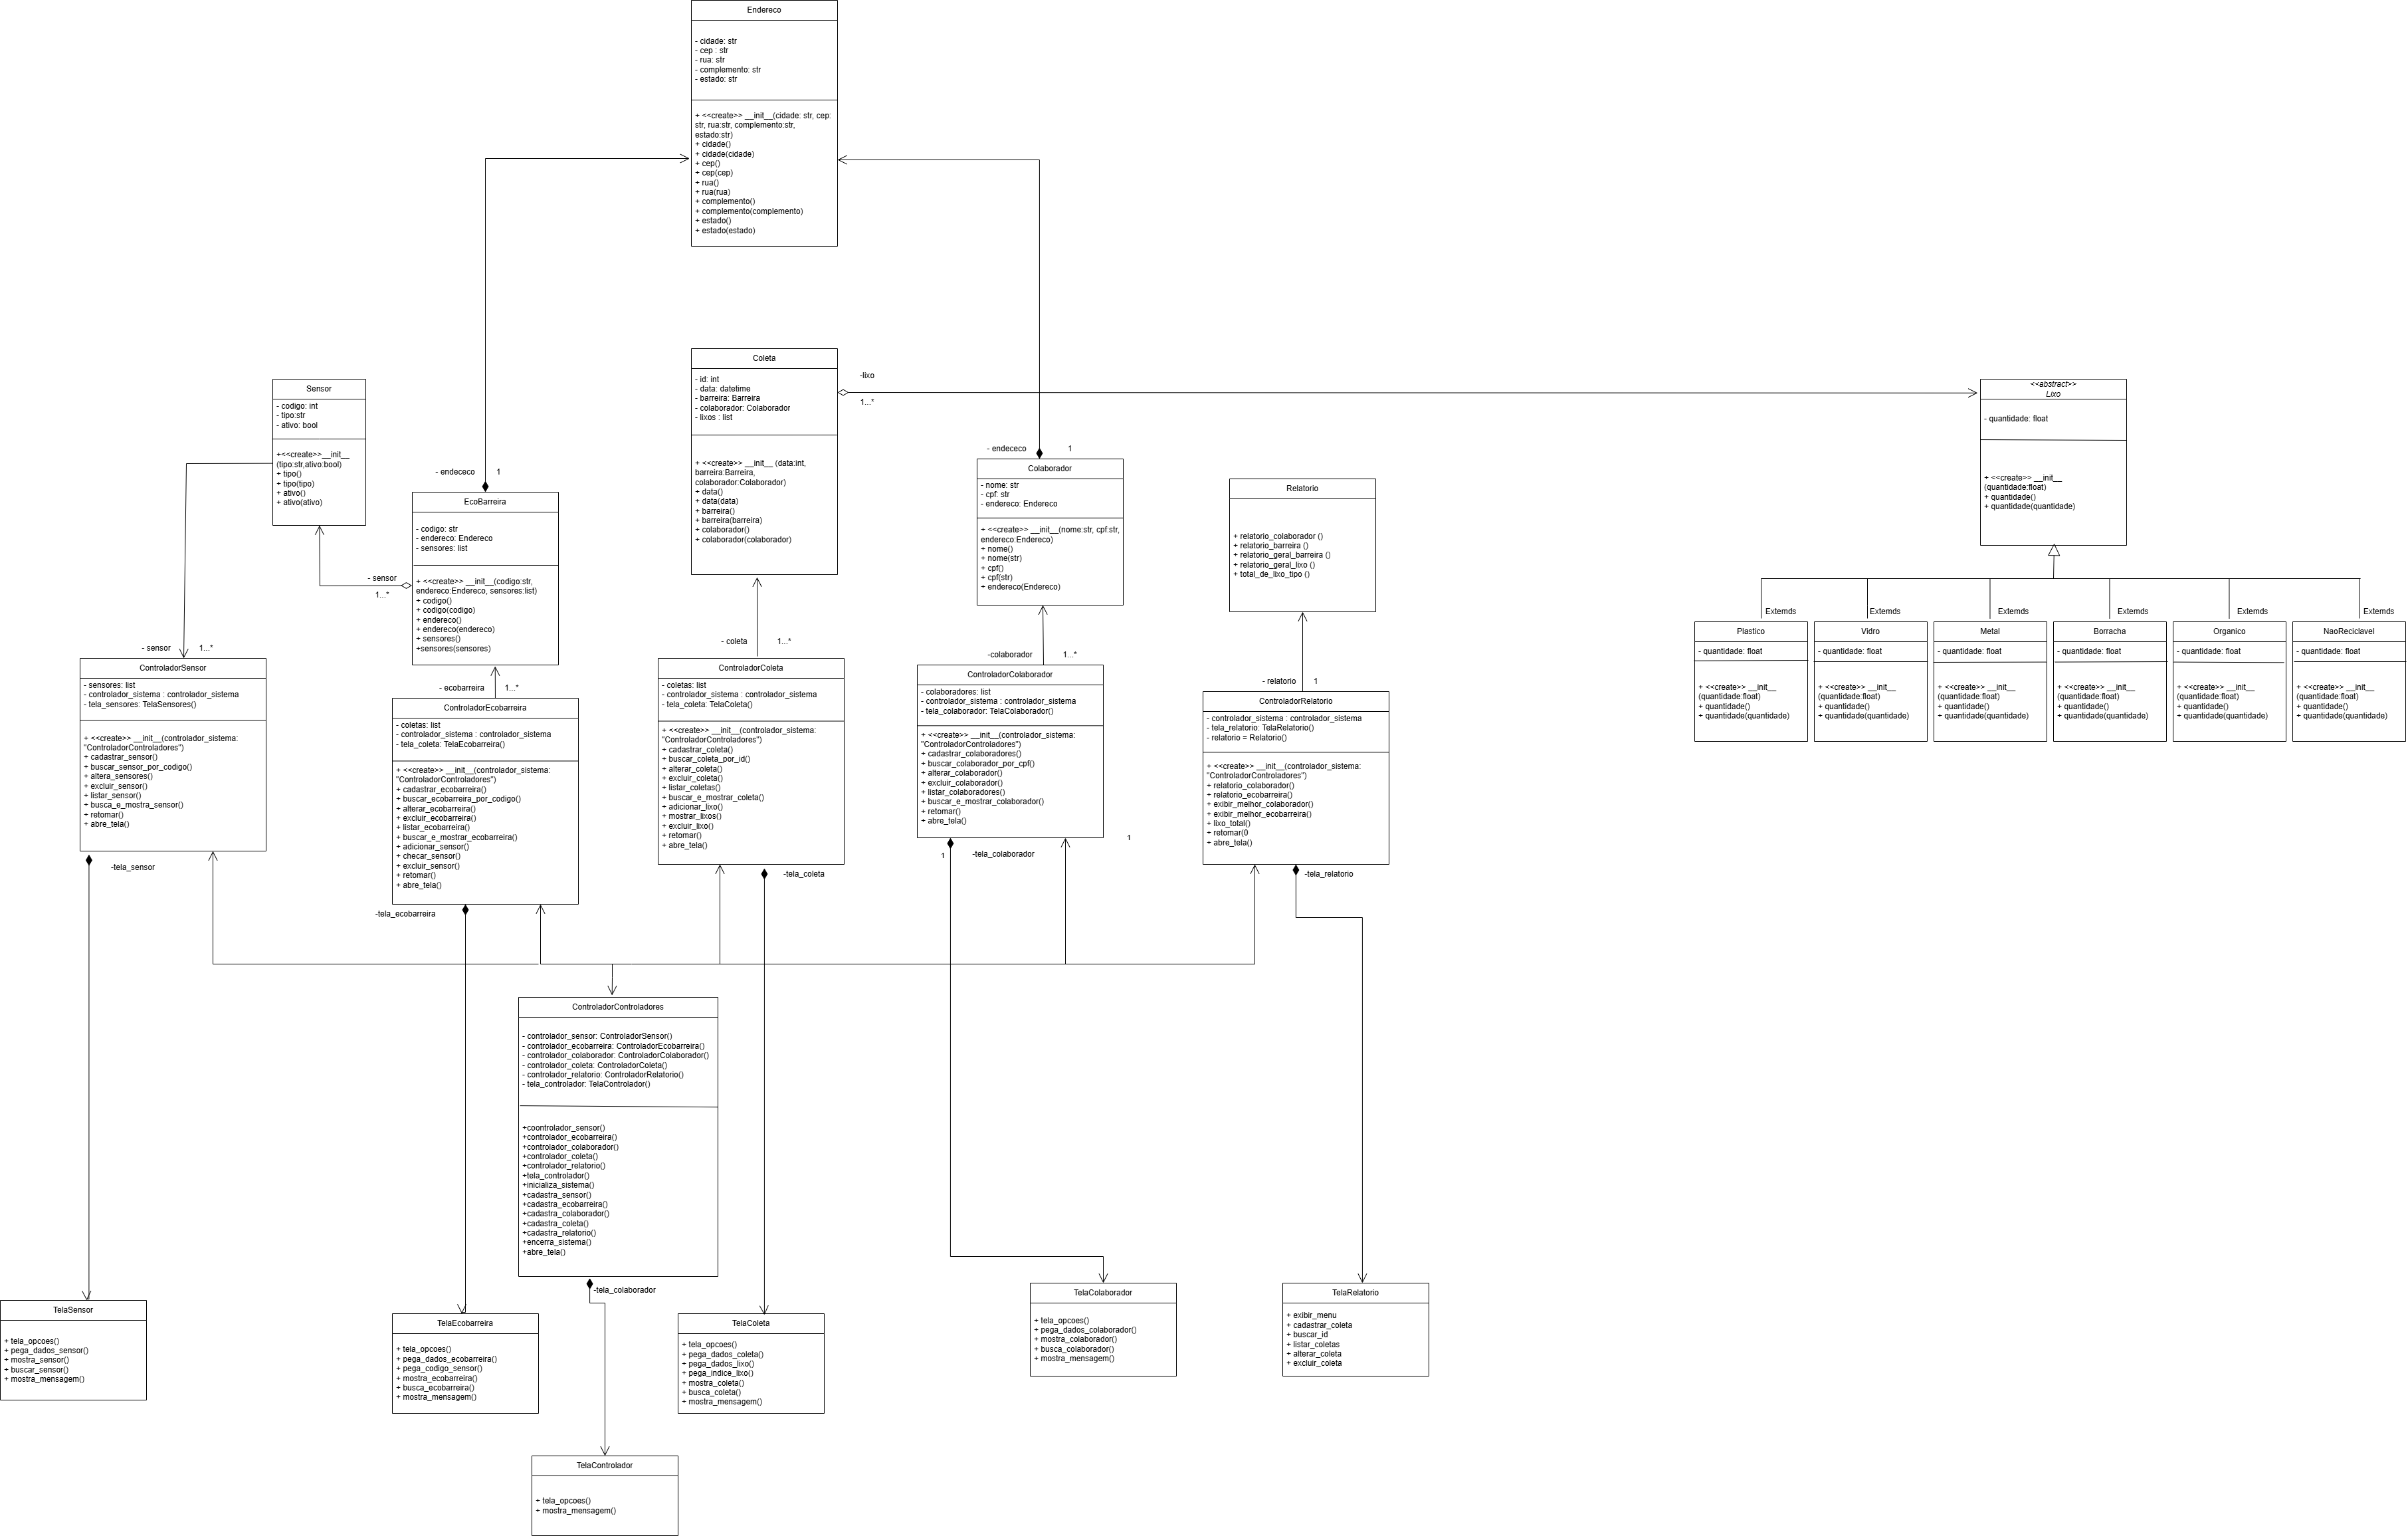 Endereco
- cidade: str
- cep : str
- rua: str
- complemento: str
- estado: str
+ <<create>> __init__(cidade: str, cep:
str, rua:str, complemento:str,
estado:str)
+ cidade()
+ cidade(cidade)
+ cep()
+ cep(cep)
+ rua()
+ rua(rua)
+ complemento()
+ complemento(complemento)
+ estado()
+ estado(estado)
Coleta
- id: int
- data: datetime
- barreira: Barreira
- colaborador: Colaborador
- lixos : list
+ <<create>> __init__ (data:int,
barreira:Barreira,
colaborador:Colaborador)
+ data()
+ data(data)
+ barreira()
+ barreira(barreira)
+ colaborador()
+ colaborador(colaborador)
-lixo
1...*
<<abstract>>
Lixo
- quantidade: float
+ <<create>> __init__
(quantidade:float)
+ quantidade()
+ quantidade(quantidade)
Sensor
- codigo: int
- tipo:str
- ativo: bool
+<<create>>__init__
(tipo:str,ativo:bool)
+ tipo()
+ tipo(tipo)
+ ativo()
+ ativo(ativo)
- endececo
1
EcoBarreira
- codigo: str
- endereco: Endereco
- sensores: list
+ <<create>> __init__(codigo:str,
endereco:Endereco, sensores:list)
+ codigo()
+ codigo(codigo)
+ endereco()
+ endereco(endereco)
+ sensores()
+sensores(sensores)
- sensor
1...*
- endececo
1
Colaborador
- nome: str
- cpf: str
- endereco: Endereco
+ <<create>> __init__(nome:str, cpf:str,
endereco:Endereco)
+ nome()
+ nome(str)
+ cpf()
+ cpf(str)
+ endereco(Endereco)
Relatorio
+ relatorio_colaborador ()
+ relatorio_barreira ()
+ relatorio_geral_barreira ()
+ relatorio_geral_lixo ()
+ total_de_lixo_tipo ()
Extemds
Extemds
Extemds
Extemds
Extemds
Extemds
Plastico
- quantidade: float
+ <<create>> __init__
(quantidade:float)
+ quantidade()
+ quantidade(quantidade)
Vidro
- quantidade: float
+ <<create>> __init__
(quantidade:float)
+ quantidade()
+ quantidade(quantidade)
Metal
- quantidade: float
+ <<create>> __init__
(quantidade:float)
+ quantidade()
+ quantidade(quantidade)
Borracha
- quantidade: float
+ <<create>> __init__
(quantidade:float)
+ quantidade()
+ quantidade(quantidade)
Organico
- quantidade: float
+ <<create>> __init__
(quantidade:float)
+ quantidade()
+ quantidade(quantidade)
NaoReciclavel
- quantidade: float
+ <<create>> __init__
(quantidade:float)
+ quantidade()
+ quantidade(quantidade)
- sensor
1...*
ControladorSensor
- sensores: list
- controlador_sistema : controlador_sistema
- tela_sensores: TelaSensores()
+ <<create>> __init__(controlador_sistema:
"ControladorControladores")
+ cadastrar_sensor()
+ buscar_sensor_por_codigo()
+ altera_sensores()
+ excluir_sensor()
+ listar_sensor()
+ busca_e_mostra_sensor()
+ retomar()
+ abre_tela()
-tela_sensor
- ecobarreira
1...*
ControladorEcobarreira
- coletas: list
- controlador_sistema : controlador_sistema
- tela_coleta: TelaEcobarreira()
+ <<create>> __init__(controlador_sistema:
"ControladorControladores")
+ cadastrar_ecobarreira()
+ buscar_ecobarreira_por_codigo()
+ alterar_ecobarreira()
+ excluir_ecobarreira()
+ listar_ecobarreira()
+ buscar_e_mostrar_ecobarreira()
+ adicionar_sensor()
+ checar_sensor()
+ excluir_sensor()
+ retomar()
+ abre_tela()
-tela_ecobarreira
- coleta
1...*
ControladorColeta
- coletas: list
- controlador_sistema : controlador_sistema
- tela_coleta: TelaColeta()
+ <<create>> __init__(controlador_sistema:
"ControladorControladores")
+ cadastrar_coleta()
+ buscar_coleta_por_id()
+ alterar_coleta()
+ excluir_coleta()
+ listar_coletas()
+ buscar_e_mostrar_coleta()
+ adicionar_lixo()
+ mostrar_lixos()
+ excluir_lixo()
+ retomar()
+ abre_tela()
-tela_coleta
-colaborador
1...*
ControladorColaborador
- colaboradores: list
- controlador_sistema : controlador_sistema
- tela_colaborador: TelaColaborador()
+ <<create>> __init__(controlador_sistema:
"ControladorControladores")
+ cadastrar_colaboradores()
+ buscar_colaborador_por_cpf()
+ alterar_colaborador()
+ excluir_colaborador()
+ listar_colaboradores()
+ buscar_e_mostrar_colaborador()
+ retomar()
+ abre_tela()
1
-tela_colaborador
1
- relatorio
1
ControladorRelatorio
- controlador_sistema : controlador_sistema
- tela_relatorio: TelaRelatorio()
- relatorio = Relatorio()
+ <<create>> __init__(controlador_sistema:
"ControladorControladores")
+ relatorio_colaborador()
+ relatorio_ecobarreira()
+ exibir_melhor_colaborador()
+ exibir_melhor_ecobarreira()
+ lixo_total()
+ retomar(0
+ abre_tela()
-tela_relatorio
ControladorControladores
- controlador_sensor: ControladorSensor()
- controlador_ecobarreira: ControladorEcobarreira()
- controlador_colaborador: ControladorColaborador()
- controlador_coleta: ControladorColeta()
- controlador_relatorio: ControladorRelatorio()
- tela_controlador: TelaControlador()
+coontrolador_sensor()
+controlador_ecobarreira()
+controlador_colaborador()
+controlador_coleta()
+controlador_relatorio()
+tela_controlador()
+inicializa_sistema()
+cadastra_sensor()
+cadastra_ecobarreira()
+cadastra_colaborador()
+cadastra_coleta()
+cadastra_relatorio()
+encerra_sistema()
+abre_tela()
-tela_colaborador
TelaSensor
+ tela_opcoes()
+ pega_dados_sensor()
+ mostra_sensor()
+ buscar_sensor()
+ mostra_mensagem()
TelaEcobarreira
+ tela_opcoes()
+ pega_dados_ecobarreira()
+ pega_codigo_sensor()
+ mostra_ecobarreira()
+ busca_ecobarreira()
+ mostra_mensagem()
TelaColeta
+ tela_opcoes()
+ pega_dados_coleta()
+ pega_dados_lixo()
+ pega_indice_lixo()
+ mostra_coleta()
+ busca_coleta()
+ mostra_mensagem()
TelaColaborador
+ tela_opcoes()
+ pega_dados_colaborador()
+ mostra_colaborador()
+ busca_colaborador()
+ mostra_mensagem()
TelaRelatorio
+ exibir_menu
+ cadastrar_coleta
+ buscar_id
+ listar_coletas
+ alterar_coleta
+ excluir_coleta
TelaControlador
+ tela_opcoes()
+ mostra_mensagem()